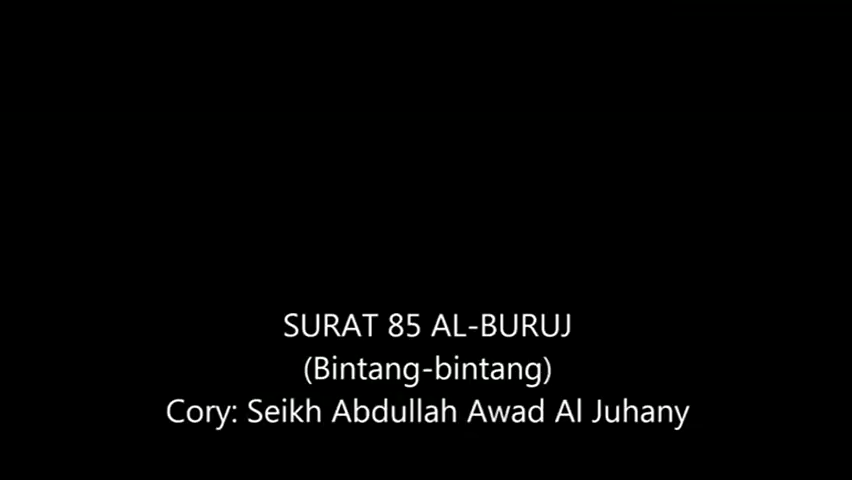 SURAT 85 AL-BURUJ
(Bintang-bintang)
Cory: Seikh Abdullah Awad Al Juhany